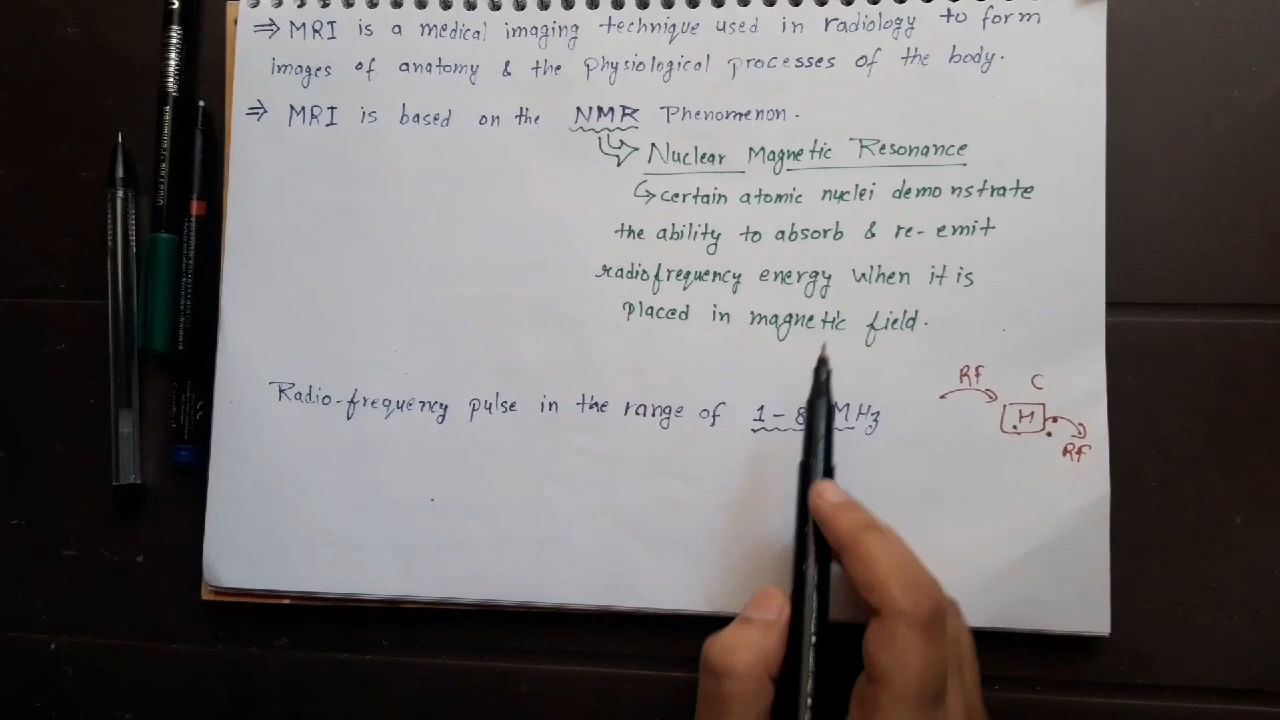 ⇒ MRI is a medical imaging technique used in radiology to form
images of anatomy & the physiological processes of the body.
⇒ MRI is based on the NMR Phenomenon.
Nuclear Magnetic Resonance
↳ certain atomic nuclei demonstrate
the ability to absorb & re-emit
radiofrequency energy when it is
placed in magnetic field.
Radio-frequency pulse in the range of 1-8 MHz
Rf
C
H
Rf